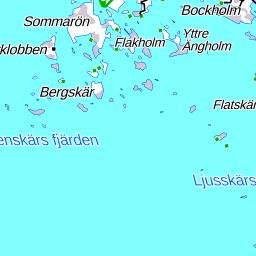 Bockholm
Sommarön
Yttre
Ängholm
Flakholm
klobben
Bergskär
Flatskär
enskärs fjärden
Ljusskärs